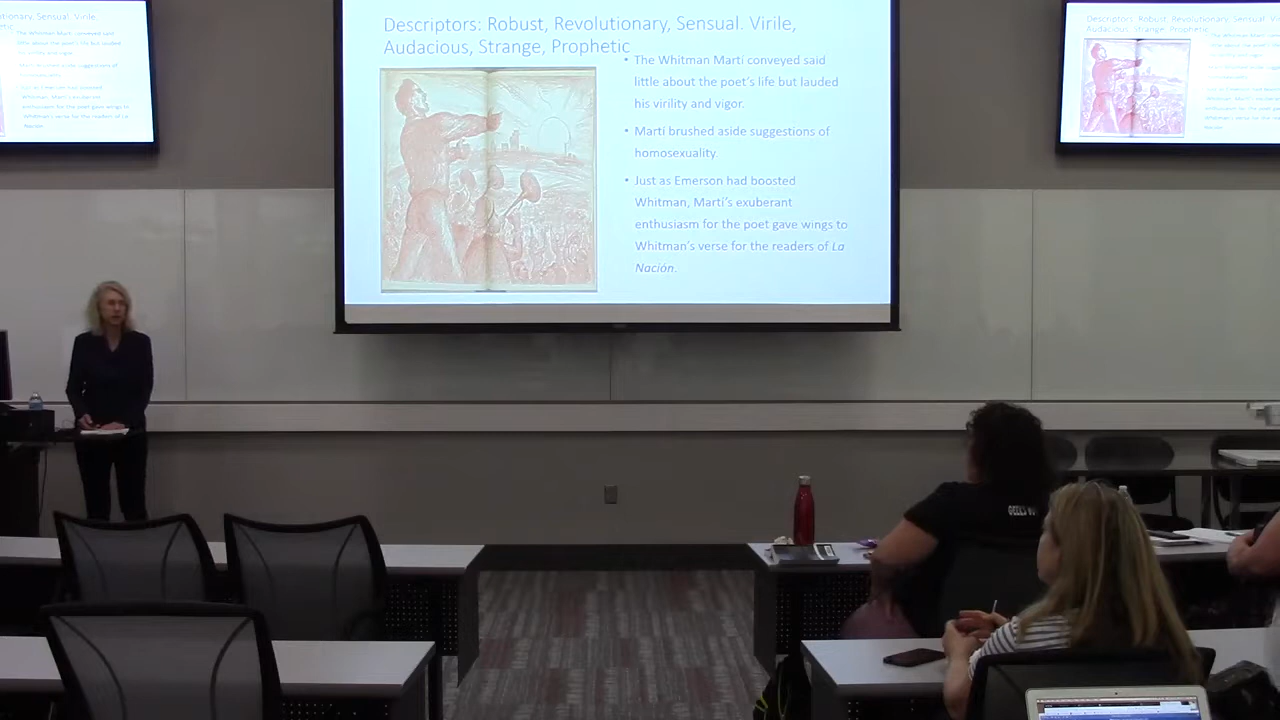 Descriptors: Robust, Revolutionary, Sensual. Virile,
Audacious, Strange, Prophetic
• The Whitman Martí conveyed said
little about the poet's life but lauded
his virility and vigor.
• Martí brushed aside suggestions of
homosexuality.
• Just as Emerson had boosted
Whitman, Martí's exuberant
enthusiasm for the poet gave wings to
Whitman's verse for the readers of La
Nación.